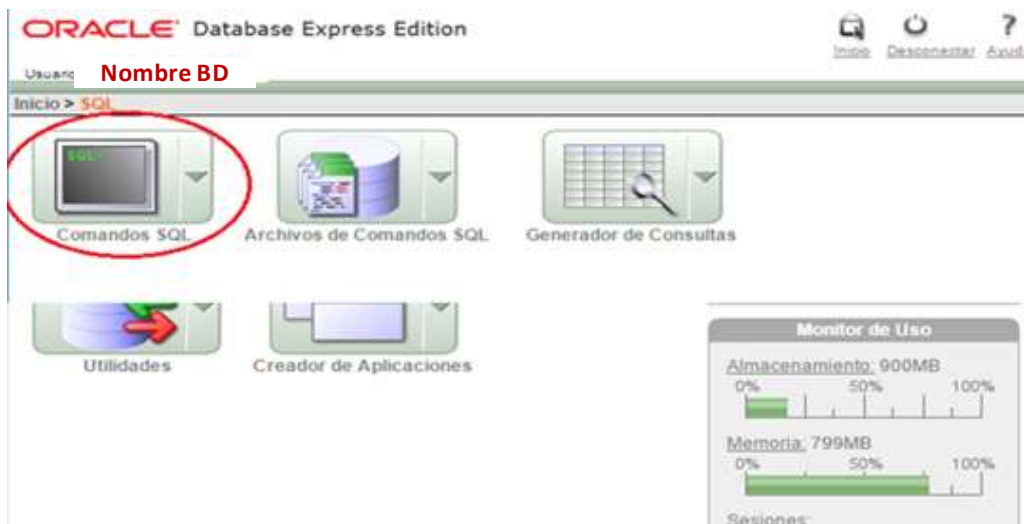 ORACLE Database Express Edition
Inicio Desconectar
Nombre BD
Inicio > SQL
SQL>
Comandos SQL
Archivos de Comandos SQL
Generador de Consultas
Utilidades
Creador de Aplicaciones
Monitor de Uso
Almacenamiento: 900MB
0% 50% 100%
Memoria: 799MB
0% 50% 100%
Sesiones: